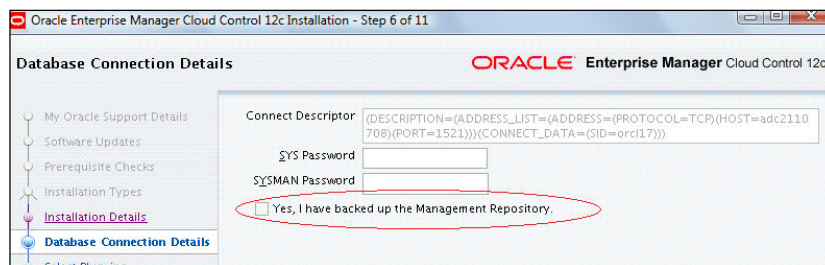 Oracle Enterprise Manager Cloud Control 12c Installation - Step 6 of 11
Database Connection Details
ORACLE Enterprise Manager Cloud Control 12c
My Oracle Support Details
Software Updates
Prerequisite Checks
Installation Types
Installation Details
Database Connection Details
Connect Descriptor
(DESCRIPTION=(ADDRESS_LIST=(ADDRESS=(PROTOCOL=TCP)(HOST=adc2110
708)(PORT=1521)))(CONNECT_DATA=(SID=orcl17)))
SYS Password
SYSMAN Password
Yes, I have backed up the Management Repository.